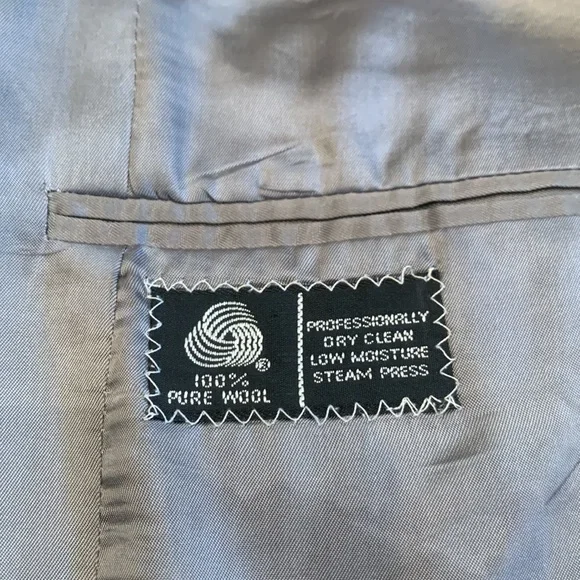 ®
100%
PURE WOOL
PROFESSIONALLY
DRY CLEAN
LOW MOISTURE
STEAM PRESS